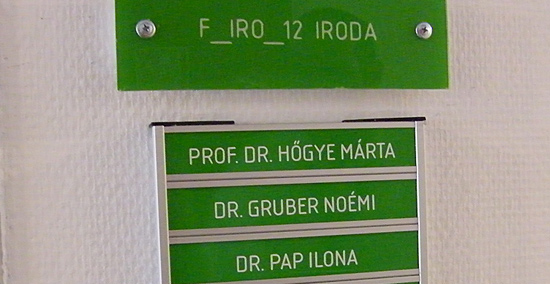 F_IRO_12 IRODA
PROF. DR. HŐGYE MÁRTA
DR. GRUBER NOÉMI
DR. PAP ILONA